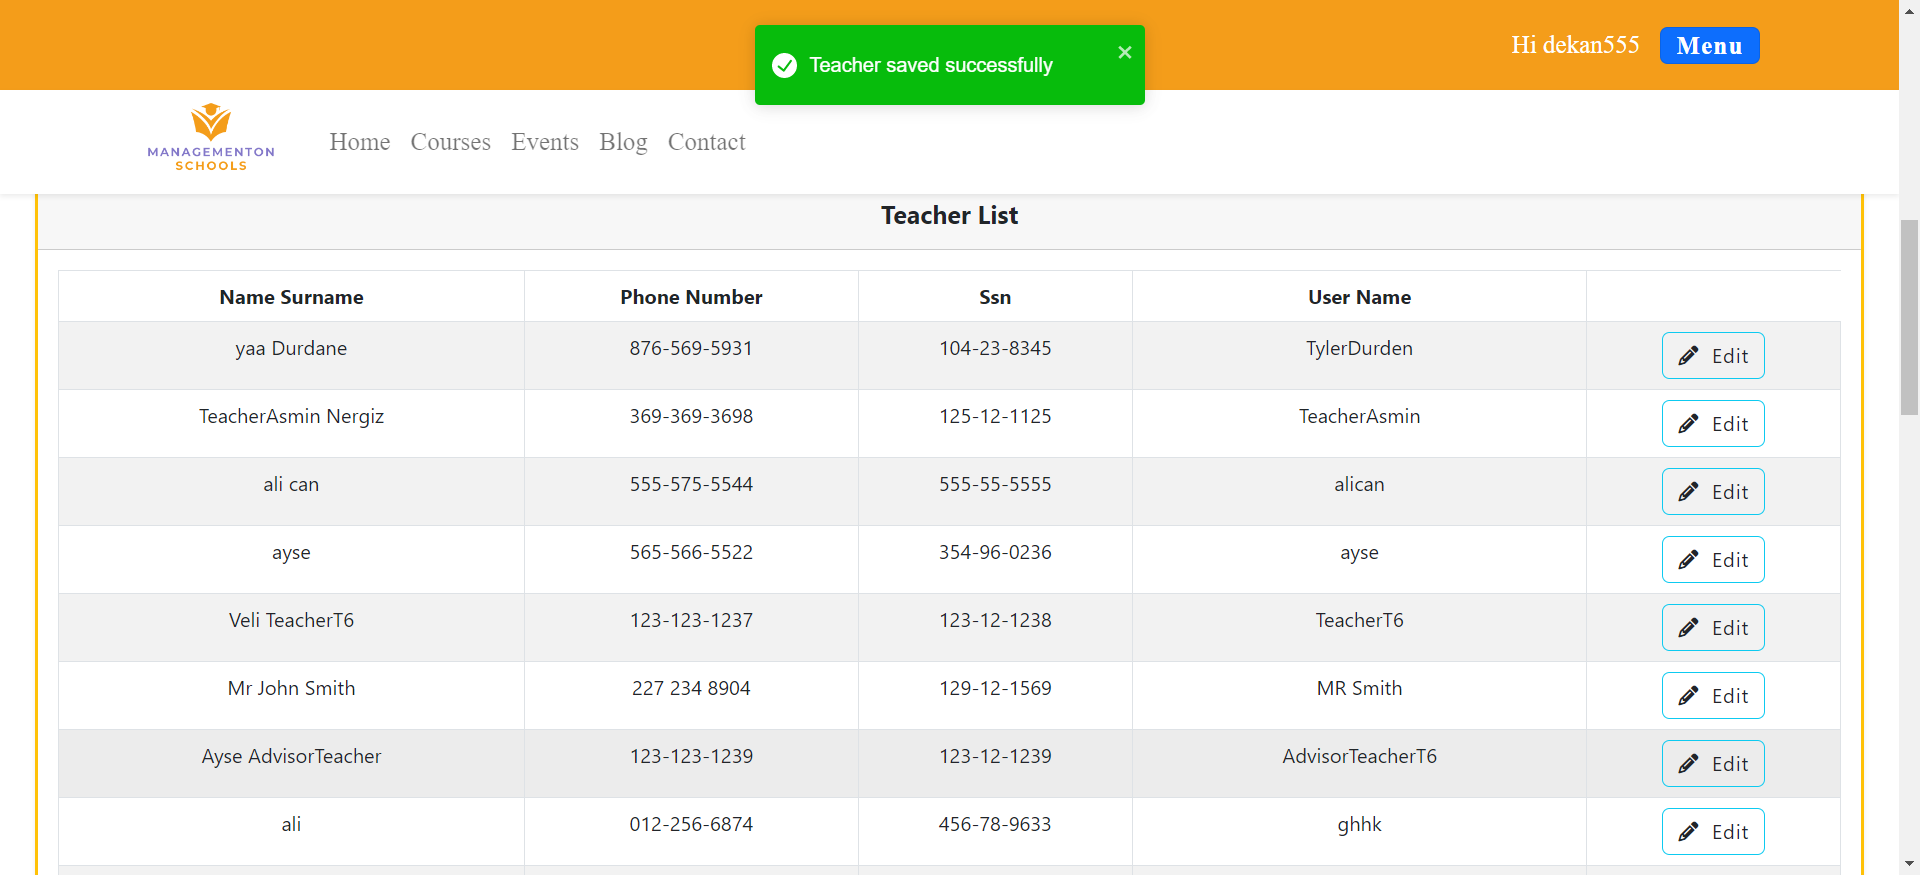 Teacher saved successfully
Hi dekan555 Menu
MANAGEMENTON
SCHOOLS
Home Courses Events Blog Contact
Teacher List
Name Surname Phone Number Ssn User Name
yaa Durdane 876-569-5931 104-23-8345 TylerDurden Edit
TeacherAsmin Nergiz 369-369-3698 125-12-1125 TeacherAsmin Edit
ali can 555-575-5544 555-55-5555 alican Edit
ayse 565-566-5522 354-96-0236 ayse Edit
Veli TeacherT6 123-123-1237 123-12-1238 TeacherT6 Edit
Mr John Smith 227 234 8904 129-12-1569 MR Smith Edit
Ayse AdvisorTeacher 123-123-1239 123-12-1239 AdvisorTeacherT6 Edit
ali 012-256-6874 456-78-9633 ghhk Edit